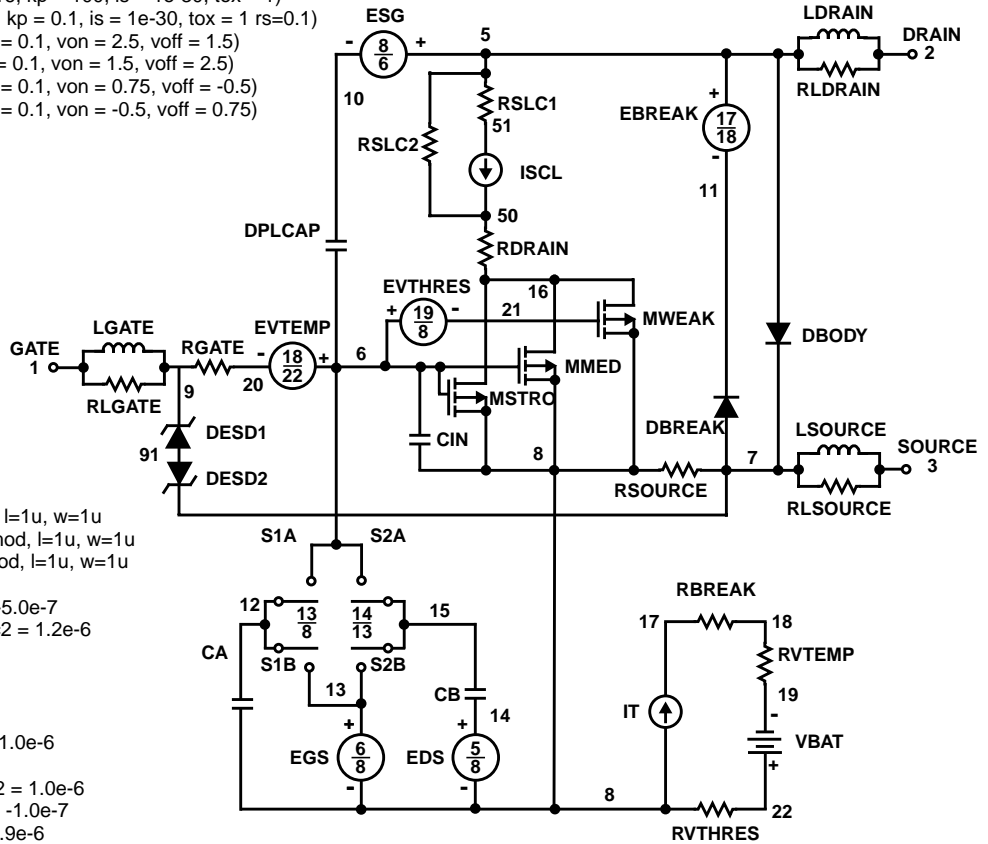 kp = 0.1, is = 1e-30, tox = 1 rs=0.1)
= 0.1, von = 2.5, voff = 1.5)
= 0.1, von = 1.5, voff = 2.5)
= 0.1, von = 0.75, voff = -0.5)
= 0.1, von = -0.5, voff = 0.75)
ESG
- 8/6 +
5
10
LDRAIN
DRAIN
2
RLDRAIN
RSLC1
51
RSLC2
ISCL
50
RDRAIN
EBREAK
+
17/18
-
11
DPLCAP
EVTHRES
+ 19/8 -
16
21
MWEAK
DBODY
LGATE
GATE
1
RLGATE
RGATE
9
20
EVTEMP
- 18/22 +
6
MMED
MSTRO
CIN
DESD1
91
DESD2
8
DBREAK
RSOURCE
7
LSOURCE
SOURCE
3
RLSOURCE
l=1u, w=1u
nod, l=1u, w=1u
od, l=1u, w=1u
5.0e-7
2 = 1.2e-6
1.0e-6
2 = 1.0e-6
-1.0e-7
.9e-6
S1A
S2A
12
13/8
14/13
15
S1B
S2B
CA
13
CB
14
+
EGS
6/8
-
+
EDS
5/8
-
8
RBREAK
17
18
RVTEMP
19
IT
-
VBAT
+
22
RVTHRES